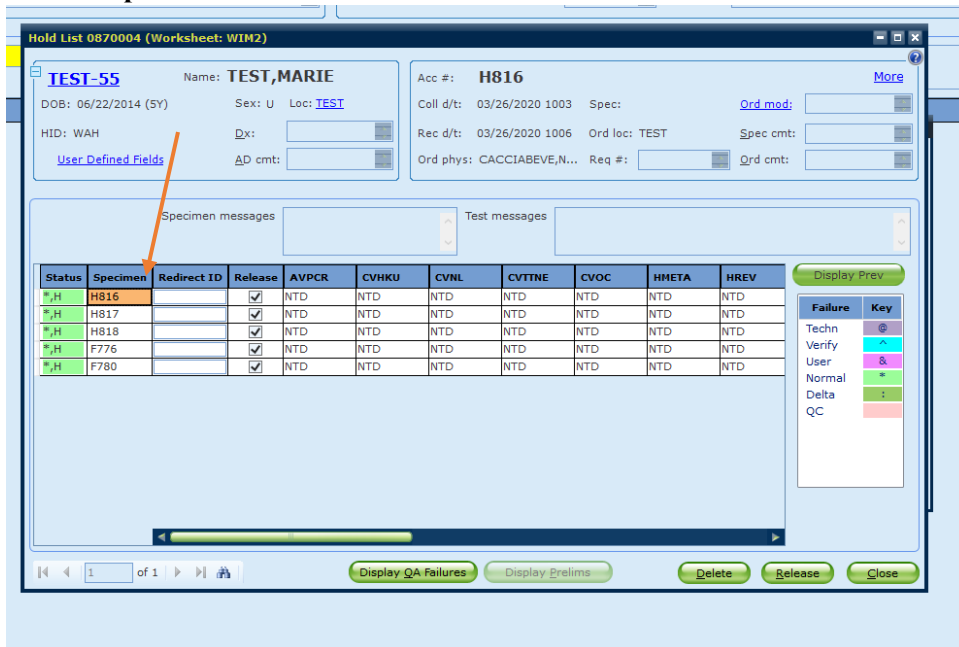 Hold List 0870004 (Worksheet: WIM2)
TEST-55 Name: TEST,MARIE
DOB: 06/22/2014 (5Y) Sex: U Loc: TEST
HID: WAH Dx:
User Defined Fields AD cmt:
Acc #: H816 More
Coll d/t: 03/26/2020 1003 Spec: Ord mod:
Rec d/t: 03/26/2020 1006 Ord loc: TEST Spec cmt:
Ord phys: CACCIABEVE,N... Req #: Ord cmt:
Specimen messages Test messages
Status Specimen Redirect ID Release AVPCR CVHKU CVNL CVTTNE CVOC HMETA HREV
*,H H816 NTD NTD NTD NTD NTD NTD NTD
*,H H817 NTD NTD NTD NTD NTD NTD NTD
*,H H818 NTD NTD NTD NTD NTD NTD NTD
*,H F776 NTD NTD NTD NTD NTD NTD NTD
*,H F780 NTD NTD NTD NTD NTD NTD NTD
Display Prev
Failure Key
Techn @
Verify ^
User &
Normal *
Delta :
QC
1 of 1 Display QA Failures Display Prelims Delete Release Close